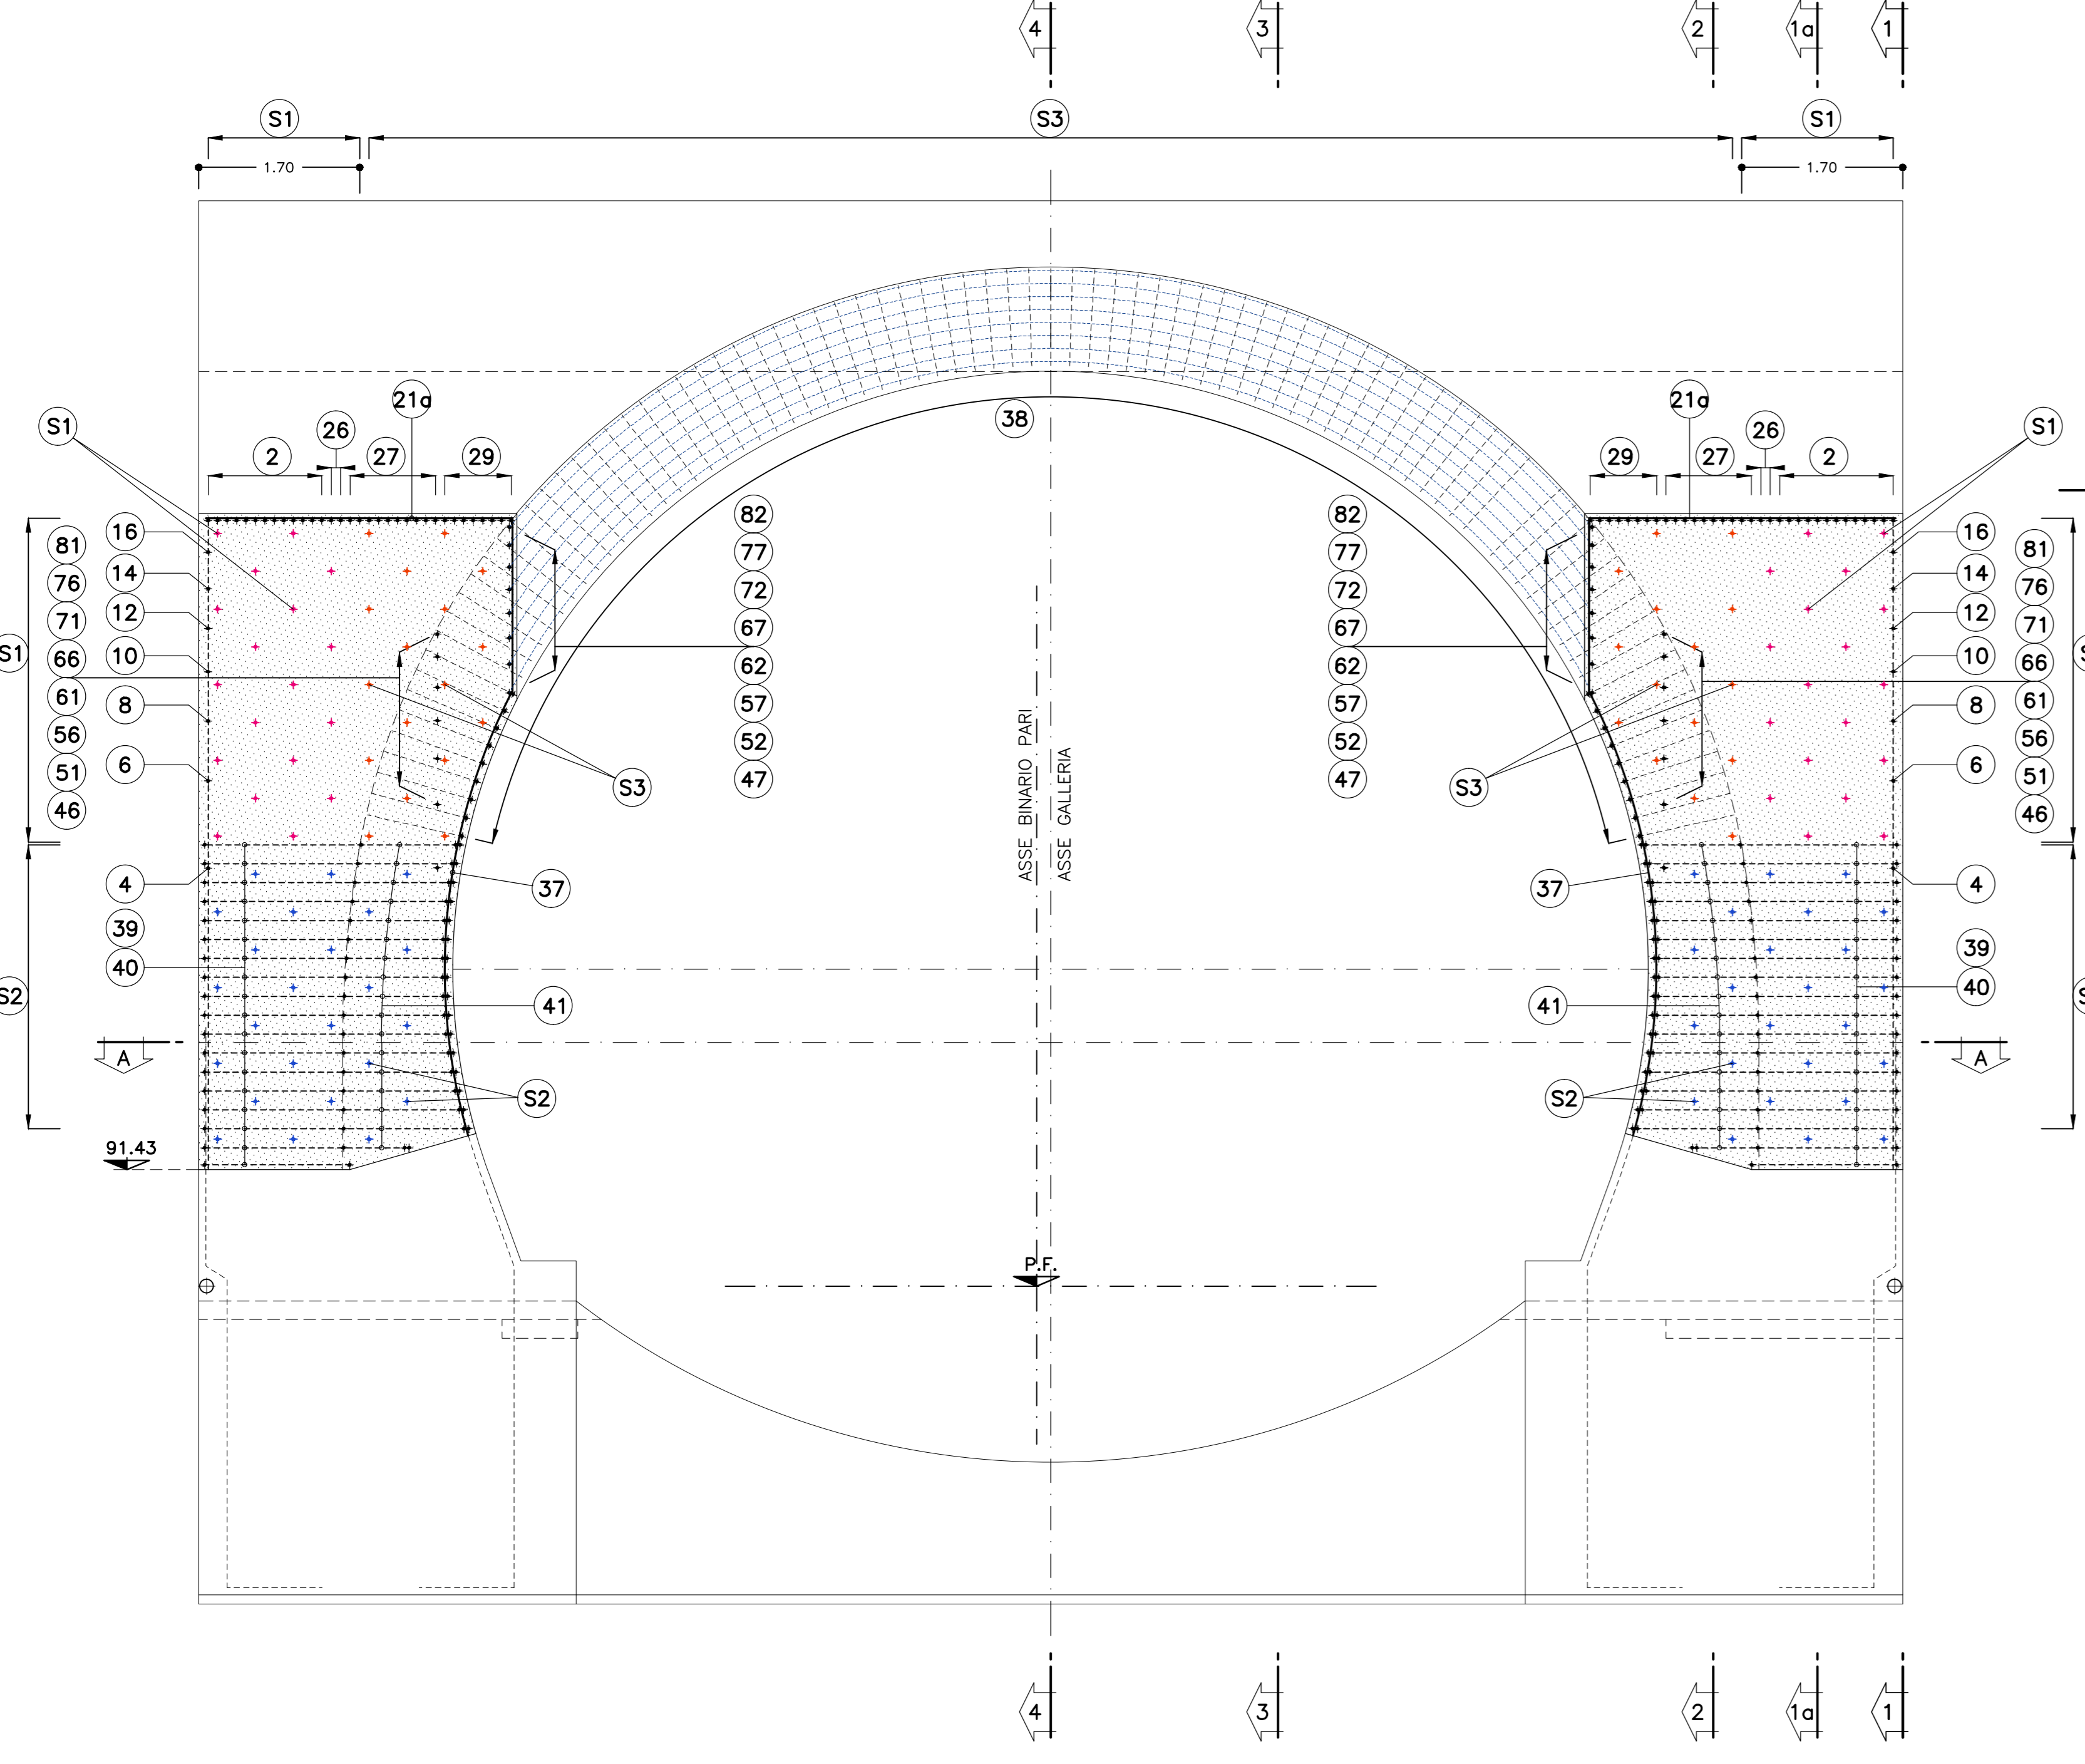 4 3 2 1a 1
S1 S3 S1
1.70 1.70
38
21a 21a
S1 26 26 S1
2 27 29 29 27 2
82 82
77 77
72 72
67 67
62 62
57 57
52 52
47 47
81 16 16 81
76 14 14 76
71 12 12 71
66 10 10 66
61 8 8 61
56 56
51 6 6 51
46 46
S1
S3 S3
ASSE BINARIO PARI
ASSE GALLERIA
4 37 37 4
39 39
40 40
S2 41 41
A A
S2 S2
91.43
P.F.
4 3 2 1a 1